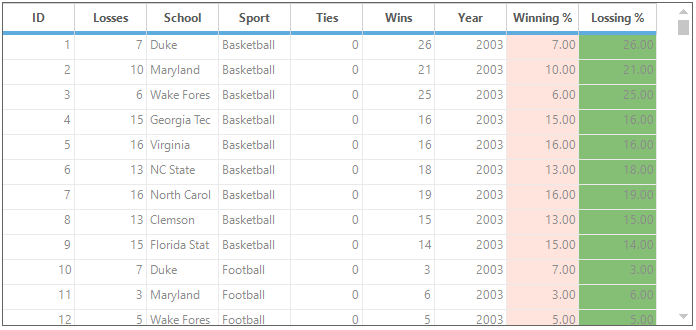 ID Losses School Sport Ties Wins Year Winning % Lossing %
1 7 Duke Basketball 0 26 2003 7.00 26.00
2 10 Maryland Basketball 0 21 2003 10.00 21.00
3 6 Wake Fores Basketball 0 25 2003 6.00 25.00
4 15 Georgia Tec Basketball 0 16 2003 15.00 16.00
5 16 Virginia Basketball 0 16 2003 16.00 16.00
6 13 NC State Basketball 0 18 2003 13.00 18.00
7 16 North Carol Basketball 0 19 2003 16.00 19.00
8 13 Clemson Basketball 0 15 2003 13.00 15.00
9 15 Florida Stat Basketball 0 14 2003 15.00 14.00
10 7 Duke Football 0 3 2003 7.00 3.00
11 3 Maryland Football 0 6 2003 3.00 6.00
12 5 Wake Fores Football 0 5 2003 5.00 5.00